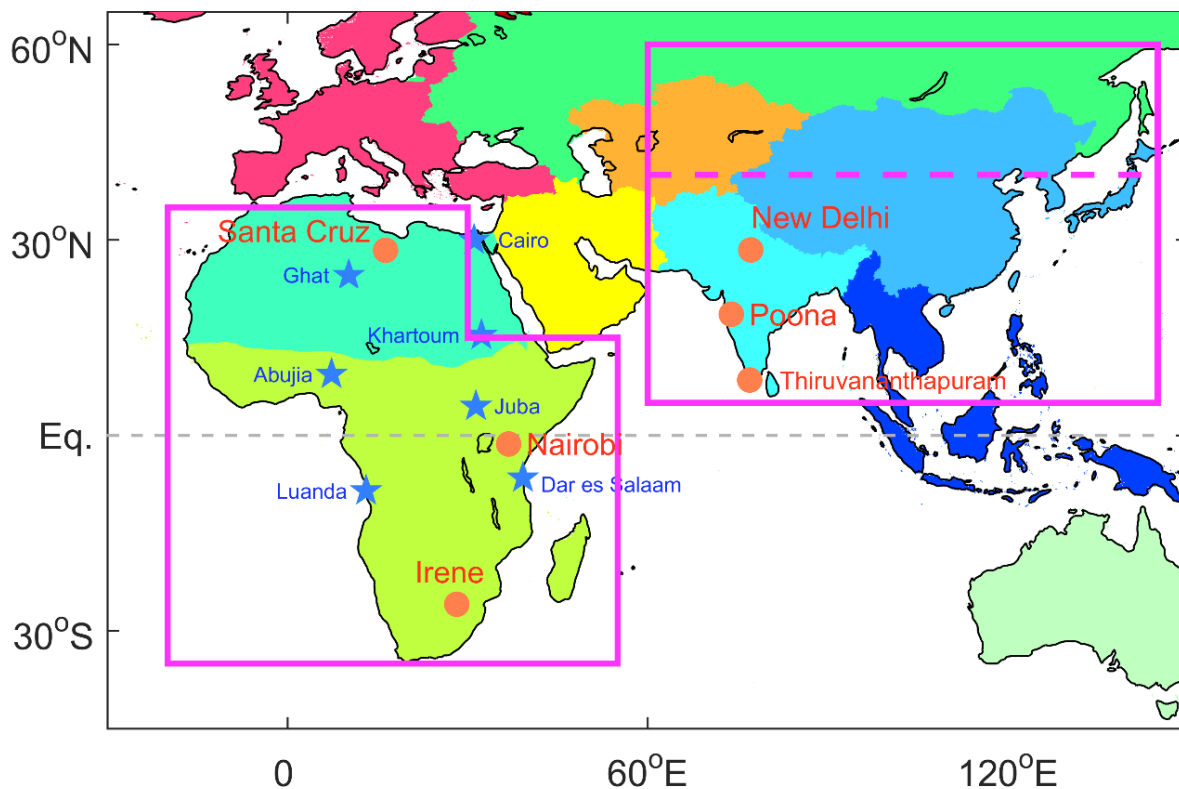 60°N
New Delhi
Santa Cruz
30°N
Cairo
Ghat
Poona
Khartoum
Abujia
Thiruvananthapuram
Juba
Eq.
Nairobi
Luanda
Dar es Salaam
Irene
30°S
0
60°E
120°E